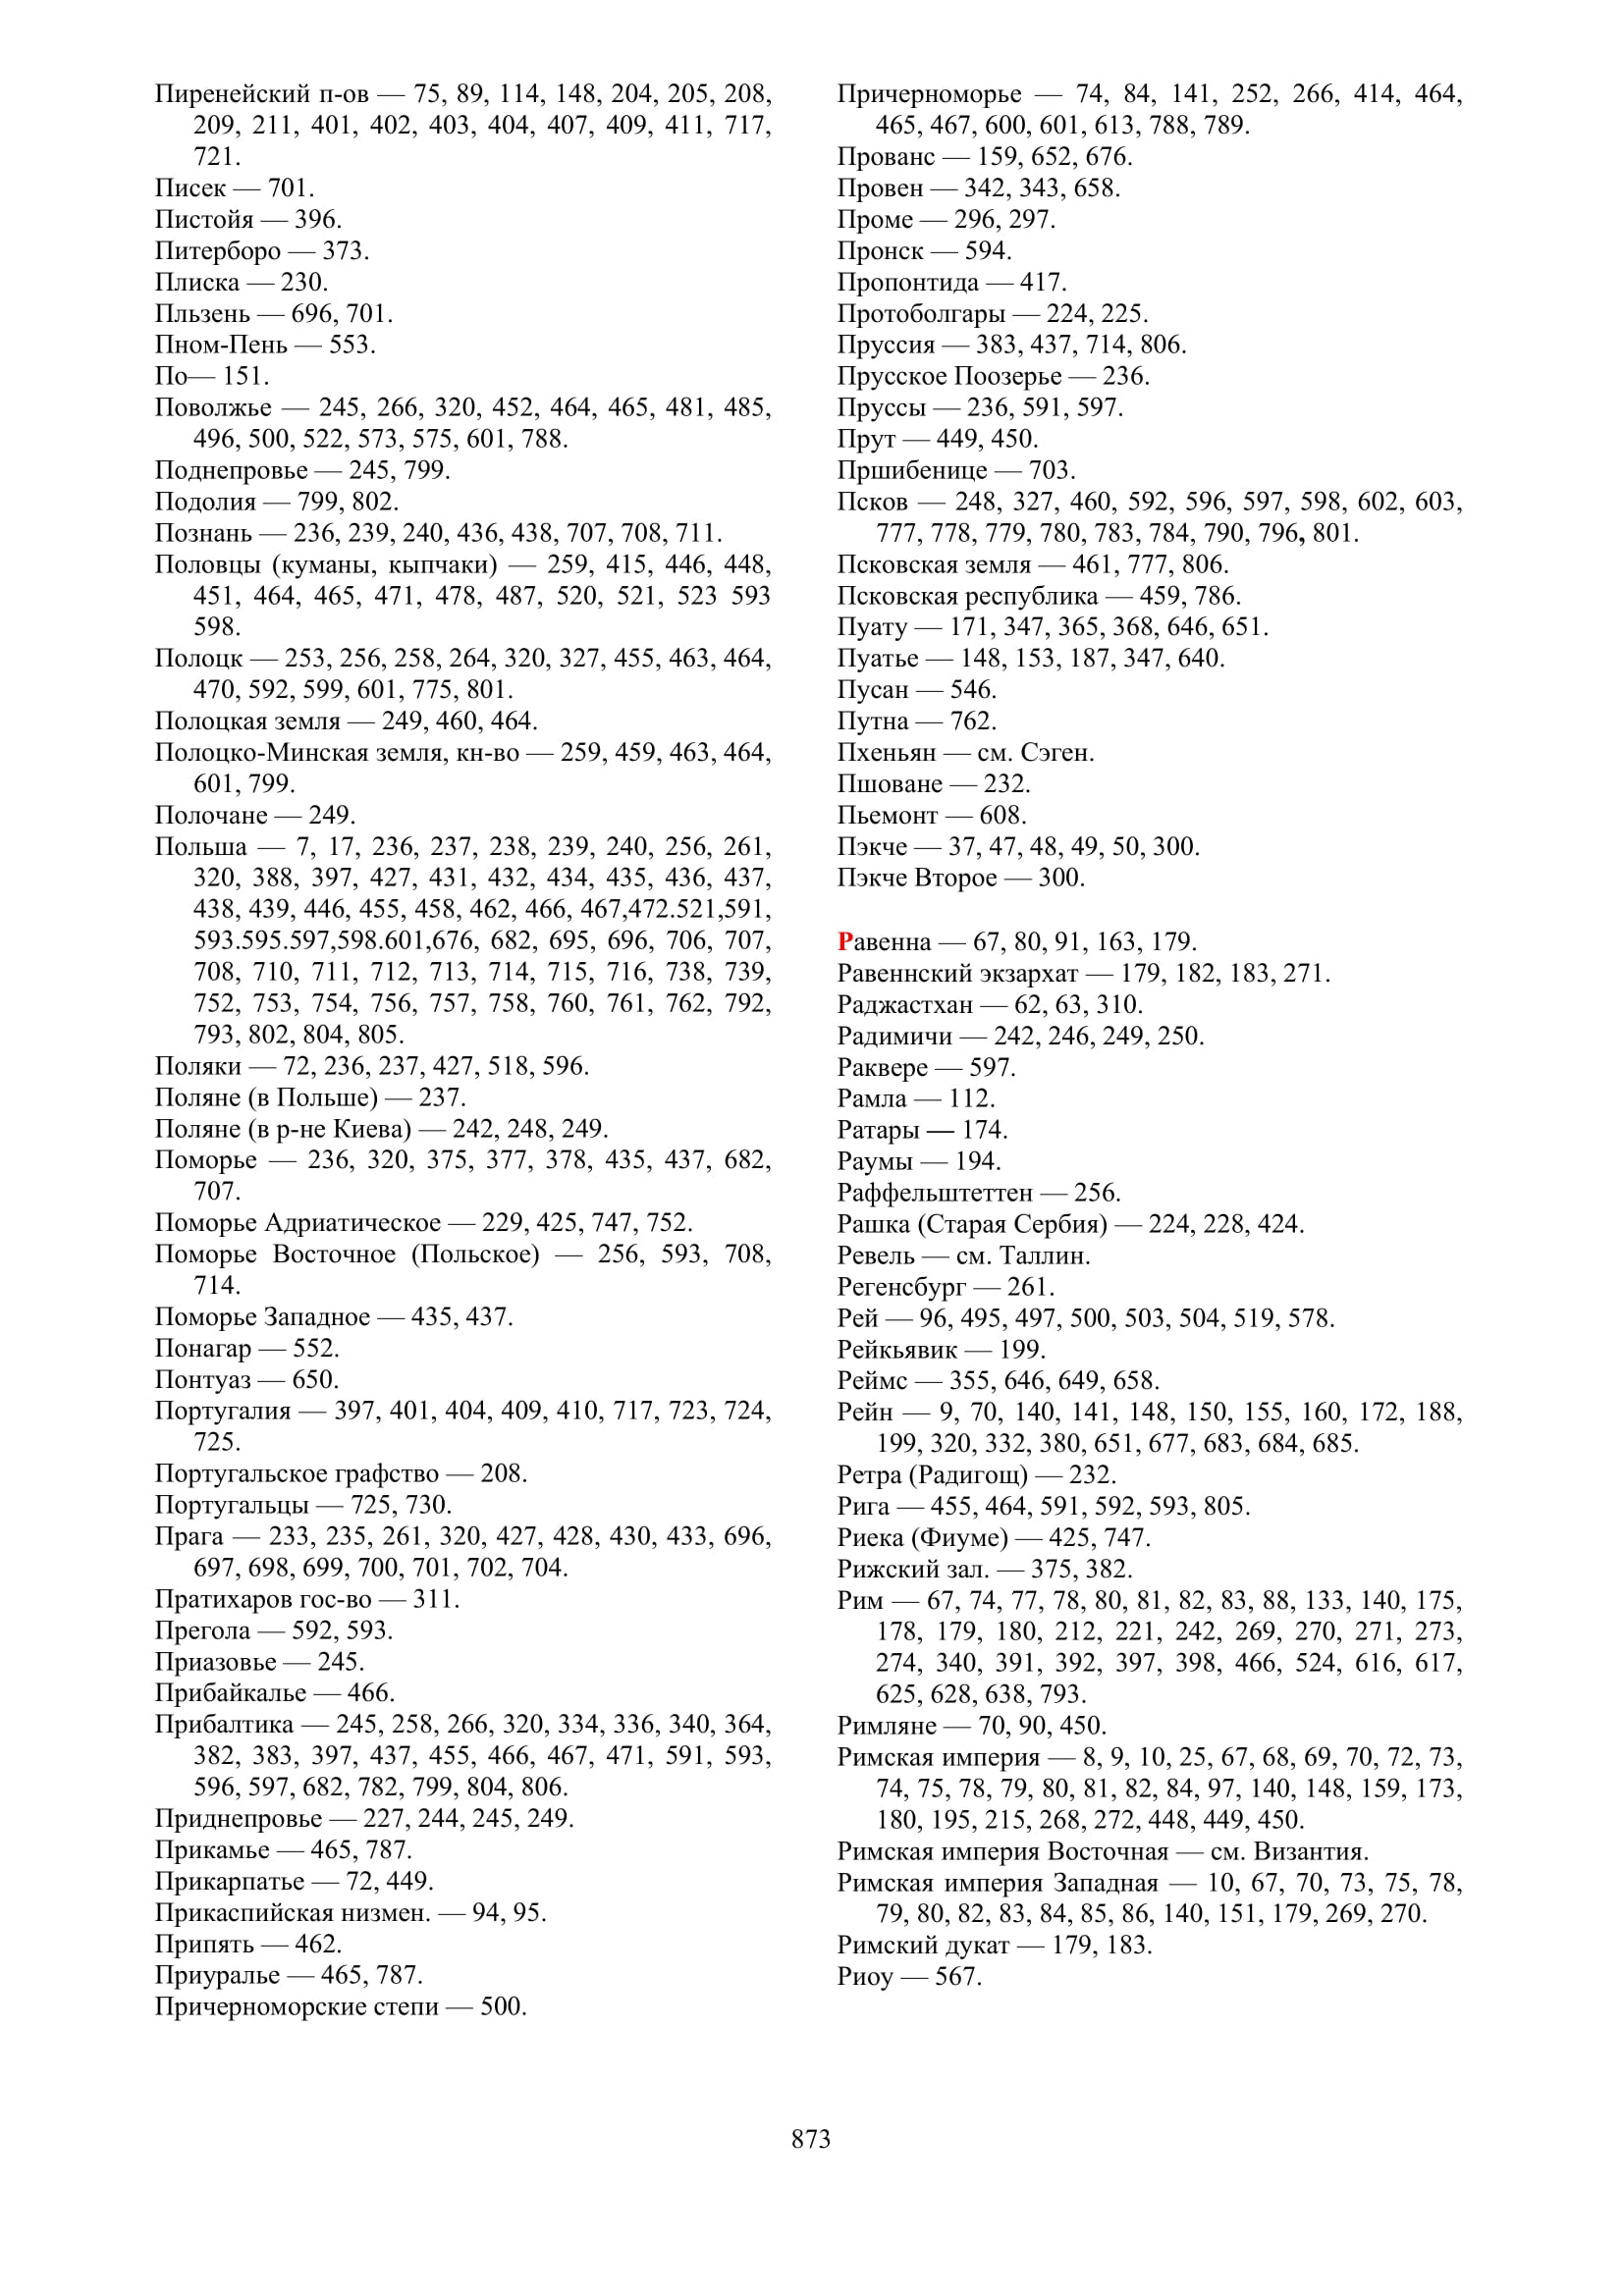 Пиренейский п-ов — 75, 89, 114, 148, 204, 205, 208,
209, 211, 401, 402, 403, 404, 407, 409, 411, 717,
721.
Писек — 701.
Пистойя — 396.
Питерборо — 373.
Плиска — 230.
Пльзень — 696, 701.
Пном-Пень — 553.
По— 151.
Поволжье — 245, 266, 320, 452, 464, 465, 481, 485,
496, 500, 522, 573, 575, 601, 788.
Поднепровье — 245, 799.
Подолия — 799, 802.
Познань — 236, 239, 240, 436, 438, 707, 708, 711.
Половцы (куманы, кыпчаки) — 259, 415, 446, 448,
451, 464, 465, 471, 478, 487, 520, 521, 523 593
598.
Полоцк — 253, 256, 258, 264, 320, 327, 455, 463, 464,
470, 592, 599, 601, 775, 801.
Полоцкая земля — 249, 460, 464.
Полоцко-Минская земля, кн-во — 259, 459, 463, 464,
601, 799.
Полочане — 249.
Польша — 7, 17, 236, 237, 238, 239, 240, 256, 261,
320, 388, 397, 427, 431, 432, 434, 435, 436, 437,
438, 439, 446, 455, 458, 462, 466, 467,472.521,591,
593.595.597,598.601,676, 682, 695, 696, 706, 707,
708, 710, 711, 712, 713, 714, 715, 716, 738, 739,
752, 753, 754, 756, 757, 758, 760, 761, 762, 792,
793, 802, 804, 805.
Поляки — 72, 236, 237, 427, 518, 596.
Поляне (в Польше) — 237.
Поляне (в р-не Киева) — 242, 248, 249.
Поморье — 236, 320, 375, 377, 378, 435, 437, 682,
707.
Поморье Адриатическое — 229, 425, 747, 752.
Поморье Восточное (Польское) — 256, 593, 708,
714.
Поморье Западное — 435, 437.
Понагар — 552.
Понтуаз — 650.
Португалия — 397, 401, 404, 409, 410, 717, 723, 724,
725.
Португальское графство — 208.
Португальцы — 725, 730.
Прага — 233, 235, 261, 320, 427, 428, 430, 433, 696,
697, 698, 699, 700, 701, 702, 704.
Пратихаров гос-во — 311.
Прегола — 592, 593.
Приазовье — 245.
Прибайкалье — 466.
Прибалтика — 245, 258, 266, 320, 334, 336, 340, 364,
382, 383, 397, 437, 455, 466, 467, 471, 591, 593,
596, 597, 682, 782, 799, 804, 806.
Приднепровье — 227, 244, 245, 249.
Прикамье — 465, 787.
Прикарпатье — 72, 449.
Прикаспийская низмен. — 94, 95.
Припять — 462.
Приуралье — 465, 787.
Причерноморские степи — 500.
Причерноморье — 74, 84, 141, 252, 266, 414, 464,
465, 467, 600, 601, 613, 788, 789.
Прованс — 159, 652, 676.
Провен — 342, 343, 658.
Проме — 296, 297.
Пронск — 594.
Пропонтида — 417.
Протоболгары — 224, 225.
Пруссия — 383, 437, 714, 806.
Прусское Поозерье — 236.
Пруссы — 236, 591, 597.
Прут — 449, 450.
Пршибенице — 703.
Псков — 248, 327, 460, 592, 596, 597, 598, 602, 603,
777, 778, 779, 780, 783, 784, 790, 796, 801.
Псковская земля — 461, 777, 806.
Псковская республика — 459, 786.
Пуату — 171, 347, 365, 368, 646, 651.
Пуатье — 148, 153, 187, 347, 640.
Пусан — 546.
Путна — 762.
Пхеньян — см. Сэген.
Пшоване — 232.
Пьемонт — 608.
Пэкче — 37, 47, 48, 49, 50, 300.
Пэкче Второе — 300.
Равенна — 67, 80, 91, 163, 179.
Равеннский экзархат — 179, 182, 183, 271.
Раджастхан — 62, 63, 310.
Радимичи — 242, 246, 249, 250.
Раквере — 597.
Рамла — 112.
Ратары — 174.
Раумы — 194.
Раффельштеттен — 256.
Рашка (Старая Сербия) — 224, 228, 424.
Ревель — см. Таллин.
Регенсбург — 261.
Рей — 96, 495, 497, 500, 503, 504, 519, 578.
Рейкьявик — 199.
Реймс — 355, 646, 649, 658.
Рейн — 9, 70, 140, 141, 148, 150, 155, 160, 172, 188,
199, 320, 332, 380, 651, 677, 683, 684, 685.
Ретра (Радигощ) — 232.
Рига — 455, 464, 591, 592, 593, 805.
Риека (Фиуме) — 425, 747.
Рижский зал. — 375, 382.
Рим — 67, 74, 77, 78, 80, 81, 82, 83, 88, 133, 140, 175,
178, 179, 180, 212, 221, 242, 269, 270, 271, 273,
274, 340, 391, 392, 397, 398, 466, 524, 616, 617,
625, 628, 638, 793.
Римляне — 70, 90, 450.
Римская империя — 8, 9, 10, 25, 67, 68, 69, 70, 72, 73,
74, 75, 78, 79, 80, 81, 82, 84, 97, 140, 148, 159, 173,
180, 195, 215, 268, 272, 448, 449, 450.
Римская империя Восточная — см. Византия.
Римская империя Западная — 10, 67, 70, 73, 75, 78,
79, 80, 82, 83, 84, 85, 86, 140, 151, 179, 269, 270.
Римский дукат — 179, 183.
Риоу — 567.
873